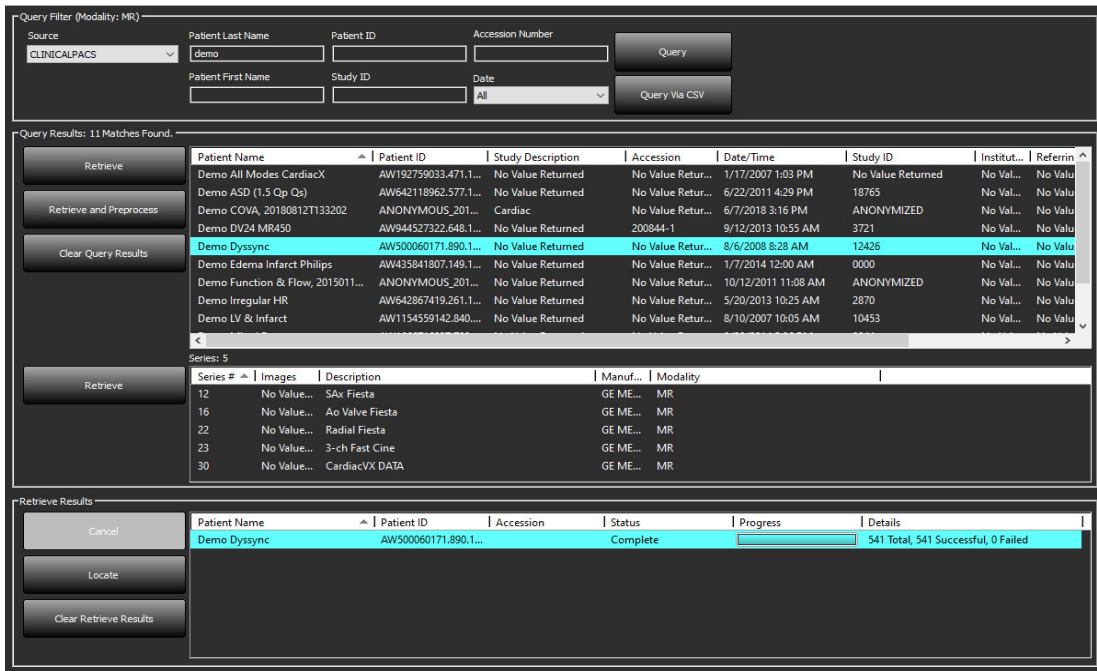 Query Filter (Modality: MR)
Source Patient Last Name Patient ID Accession Number
CLINICALPACS demo Query
Patient First Name Study ID Date
All Query Via CSV
Query Results: 11 Matches Found.
Retrieve
Retrieve and Preprocess
Clear Query Results
Patient Name Patient ID Study Description Accession Date/Time Study ID Institut... Referrin
Demo All Modes CardiacX AW192759033.471.1... No Value Returned No Value Retur... 1/17/2007 1:03 PM No Value Returned No Val... No Valu
Demo ASD (1.5 Qp Qs) AW642118962.577.1... No Value Returned No Value Retur... 6/22/2011 4:29 PM 18765 No Val... No Valu
Demo COVA, 20180812T133202 ANONYMOUS_201... Cardiac No Value Retur... 6/7/2018 3:16 PM ANONYMIZED No Val... No Valu
Demo DV24 MR450 AW944527322.648.1... No Value Returned 200844-1 9/12/2013 10:55 AM 3721 No Val... No Valu
Demo Dyssync AW500060171.890.1... No Value Returned No Value Retur... 8/6/2008 8:28 AM 12426 No Val... No Valu
Demo Edema Infarct Philips AW435841807.149.1... No Value Returned No Value Retur... 1/7/2014 12:00 AM 0000 No Val... No Valu
Demo Function & Flow, 2015011... ANONYMOUS_201... No Value Returned No Value Retur... 10/12/2011 11:08 AM ANONYMIZED No Val... No Valu
Demo Irregular HR AW642867419.261.1... No Value Returned No Value Retur... 5/20/2013 10:25 AM 2870 No Val... No Valu
Demo LV & Infarct AW1154559142.840.... No Value Returned No Value Retur... 8/10/2007 10:05 AM 10453 No Val... No Valu
Series: 5
Retrieve
Series # Images Description Manuf... Modality
12 No Value... SAx Fiesta GE ME... MR
16 No Value... Ao Valve Fiesta GE ME... MR
22 No Value... Radial Fiesta GE ME... MR
23 No Value... 3-ch Fast Cine GE ME... MR
30 No Value... CardiacVX DATA GE ME... MR
Retrieve Results
Cancel
Locate
Clear Retrieve Results
Patient Name Patient ID Accession Status Progress Details
Demo Dyssync AW500060171.890.1... Complete 541 Total, 541 Successful, 0 Failed